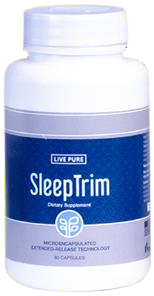 LIVE PURE
SleepTrim
Dietary Supplement
MICROENCAPSULATED
EXTENDED-RELEASE TECHNOLOGY
60 CAPSULES